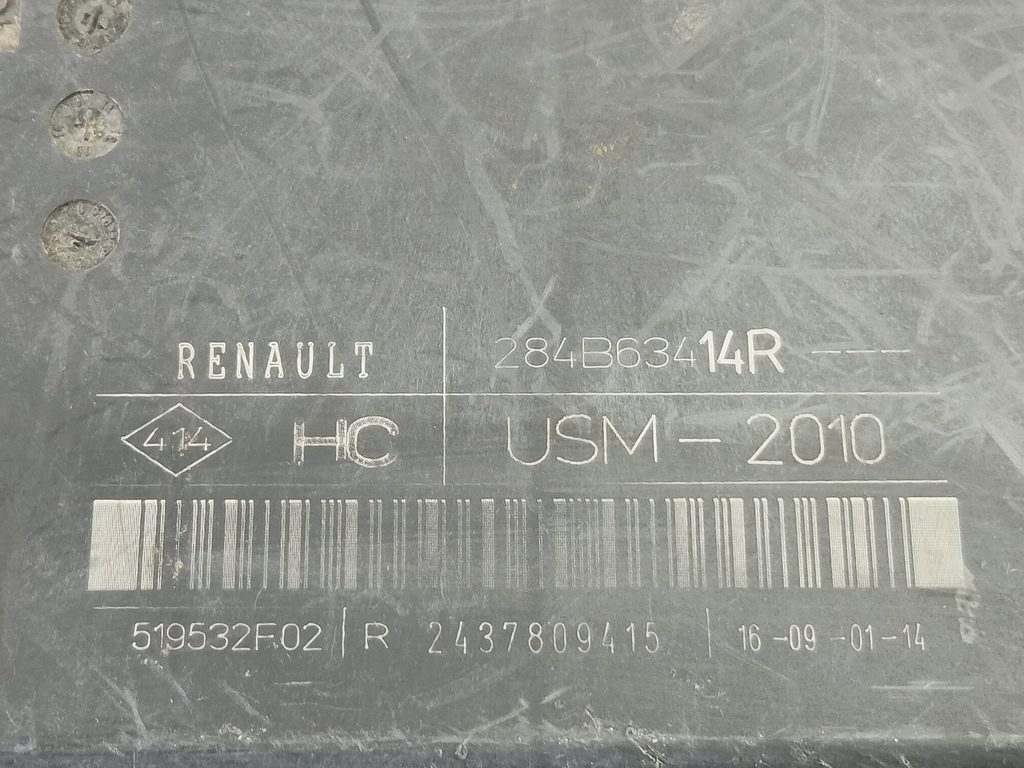 RENAULT
284B63414R ---
414 HC
USM - 2010
519532F.02 | R 2437809415 | 16-09-01-14